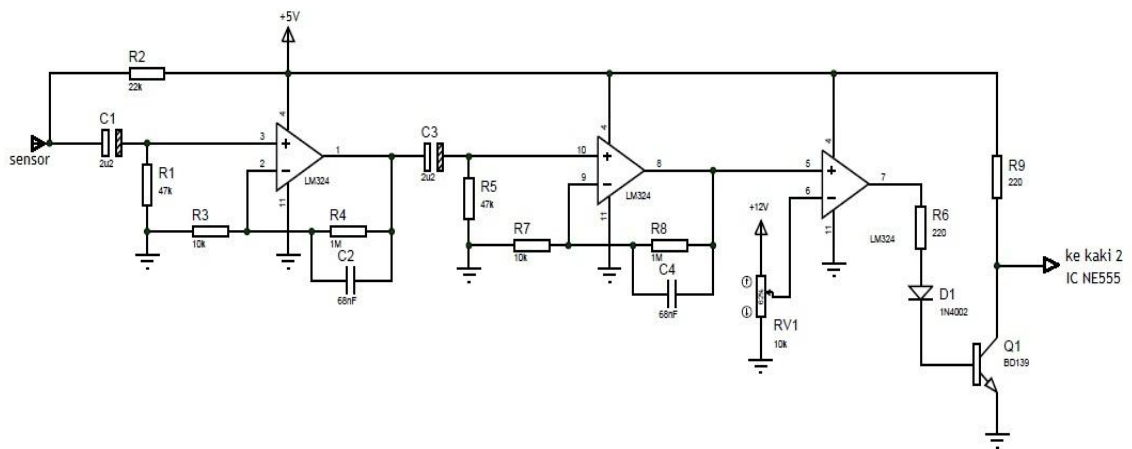 +5V
R2
22k
C1
2u2
sensor
R1
47k
3
2
4
1
11
LM324
R3
10k
R4
1M
C2
68nF
C3
2u2
R5
47k
10
9
4
8
11
LM324
R7
10k
R8
1M
C4
68nF
+12V
RV1
10k
5
6
4
7
11
LM324
R6
220
D1
1N4002
R9
220
Q1
BD139
ke kaki 2
IC NE555